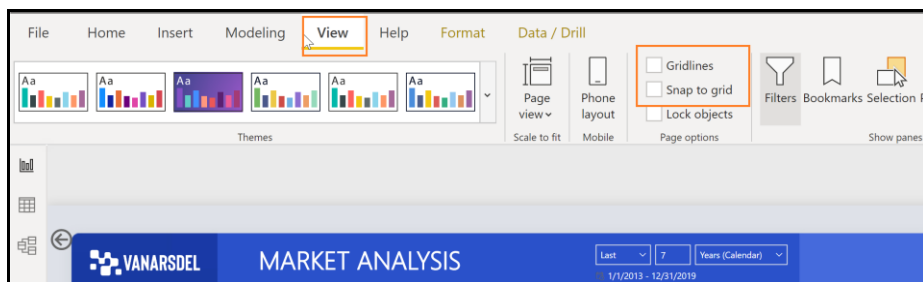 File Home Insert Modeling View Help Format Data / Drill
Aa Aa Aa Aa Aa Aa
Page view
Phone layout
Gridlines
Snap to grid
Lock objects
Filters Bookmarks Selection
Themes Scale to fit Mobile Page options Show panes
VANARSDEL
MARKET ANALYSIS
Last 7 Years (Calendar)
1/1/2013 - 12/31/2019